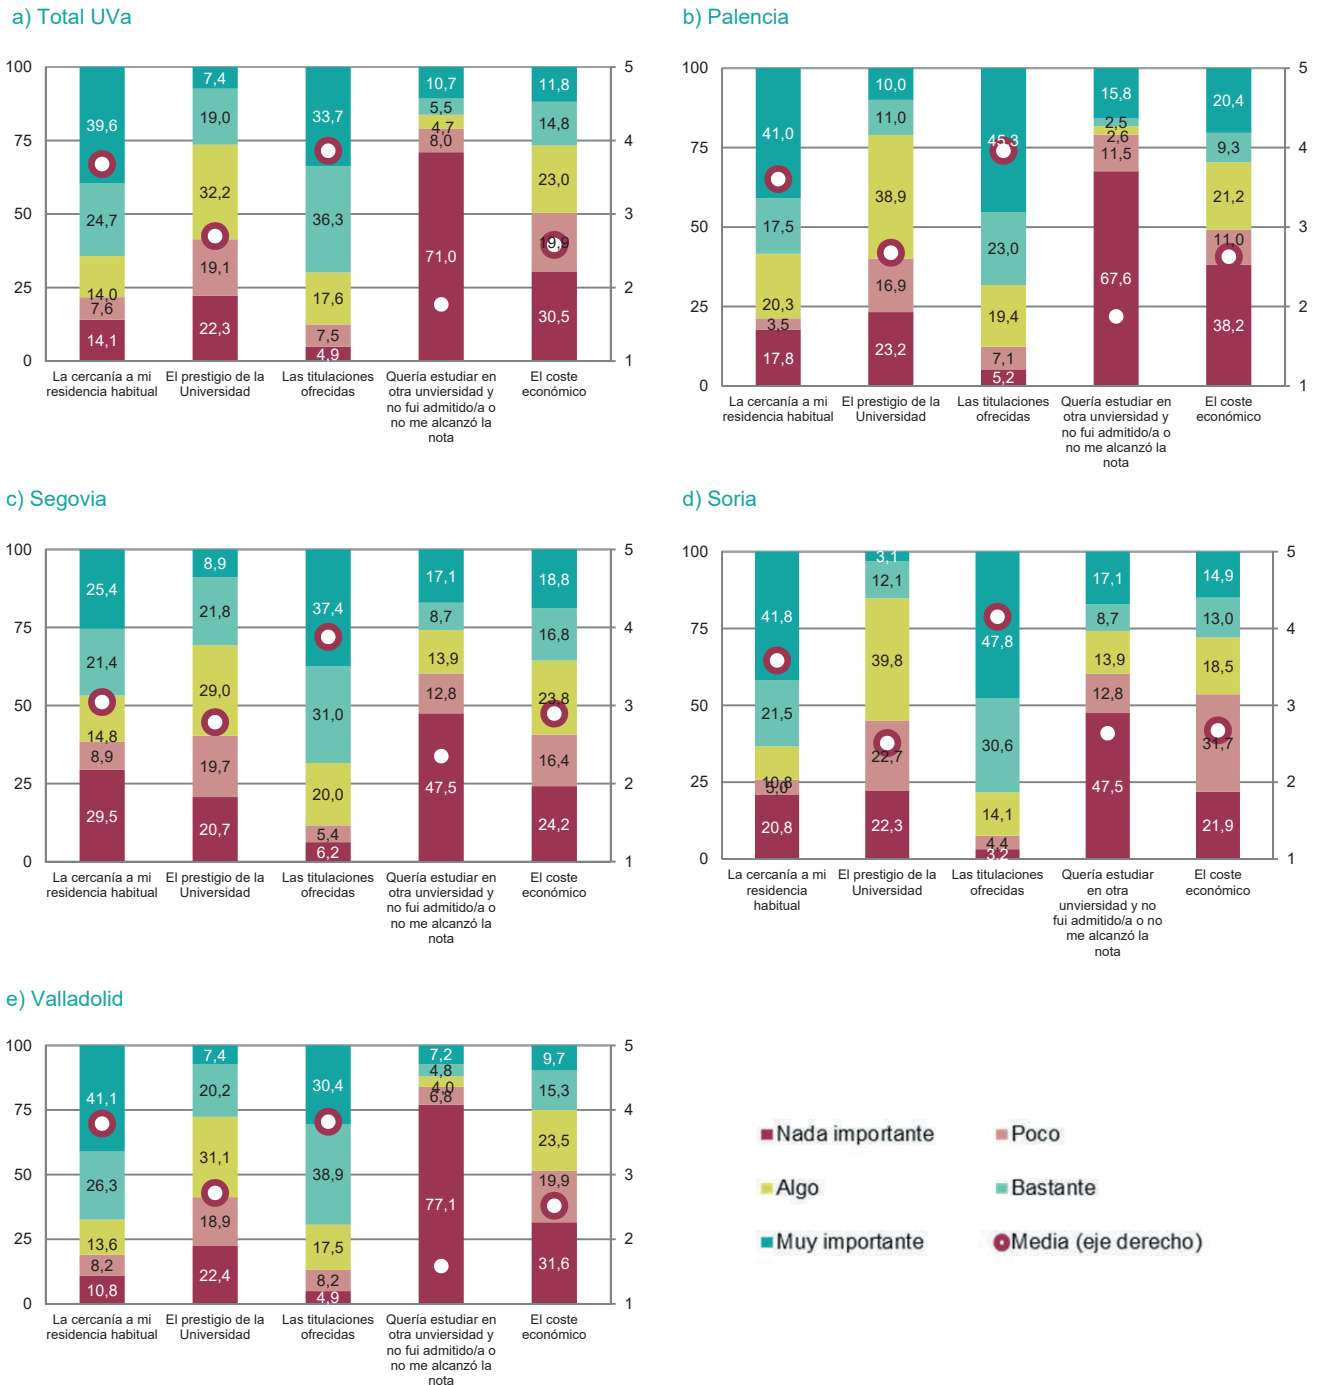 a) Total UVa
100
75
50
25
0
5
4
3
2
1
39,6
24,7
14,0
7,6
14,1
7,4
19,0
32,2
19,1
22,3
33,7
36,3
17,6
7,5
4,9
10,7
5,5
4,7
8,0
71,0
11,8
14,8
23,0
19,9
30,5
La cercanía a mi
residencia habitual
El prestigio de la
Universidad
Las titulaciones
ofrecidas
Quería estudiar en
otra unviersidad y
no fui admitido/a o
no me alcanzó la
nota
El coste
económico
b) Palencia
100
75
50
25
0
5
4
3
2
1
41,0
17,5
20,3
3,5
17,8
10,0
11,0
38,9
16,9
23,2
45,3
23,0
19,4
7,1
5,2
15,8
2,5
2,6
11,5
67,6
20,4
9,3
21,2
11,0
38,2
La cercanía a mi
residencia habitual
El prestigio de la
Universidad
Las titulaciones
ofrecidas
Quería estudiar en
otra unviersidad y
no fui admitido/a o
no me alcanzó la
nota
El coste
económico
c) Segovia
100
75
50
25
0
5
4
3
2
1
25,4
21,4
14,8
8,9
29,5
8,9
21,8
29,0
19,7
20,7
37,4
31,0
20,0
5,4
6,2
17,1
8,7
13,9
12,8
47,5
18,8
16,8
23,8
16,4
24,2
La cercanía a mi
residencia habitual
El prestigio de la
Universidad
Las titulaciones
ofrecidas
Quería estudiar en
otra unviersidad y
no fui admitido/a o
no me alcanzó la
nota
El coste
económico
d) Soria
100
75
50
25
0
5
4
3
2
1
41,8
21,5
10,8
5,0
20,8
3,1
12,1
39,8
22,7
22,3
47,8
30,6
14,1
4,4
3,2
17,1
8,7
13,9
12,8
47,5
14,9
13,0
18,5
31,7
21,9
La cercanía a mi
residencia
habitual
El prestigio de la
Universidad
Las titulaciones
ofrecidas
Quería estudiar
en otra
unviersidad y no
fui admitido/a o no
me alcanzó la
nota
El coste
económico
e) Valladolid
100
75
50
25
0
5
4
3
2
1
41,1
26,3
13,6
8,2
10,8
7,4
20,2
31,1
18,9
22,4
30,4
38,9
17,5
8,2
4,9
7,2
4,8
4,0
6,8
77,1
9,7
15,3
23,5
19,9
31,6
La cercanía a mi
residencia habitual
El prestigio de la
Universidad
Las titulaciones
ofrecidas
Quería estudiar en
otra unviersidad y
no fui admitido/a o
no me alcanzó la
nota
El coste
económico
Nada importante
Poco
Algo
Bastante
Muy importante
Media (eje derecho)